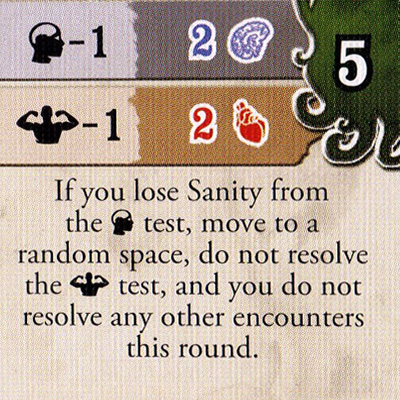 -1 2
5
-1 2
If you lose Sanity from
the test, move to a
random space, do not resolve
the test, and you do not
resolve any other encounters
this round.